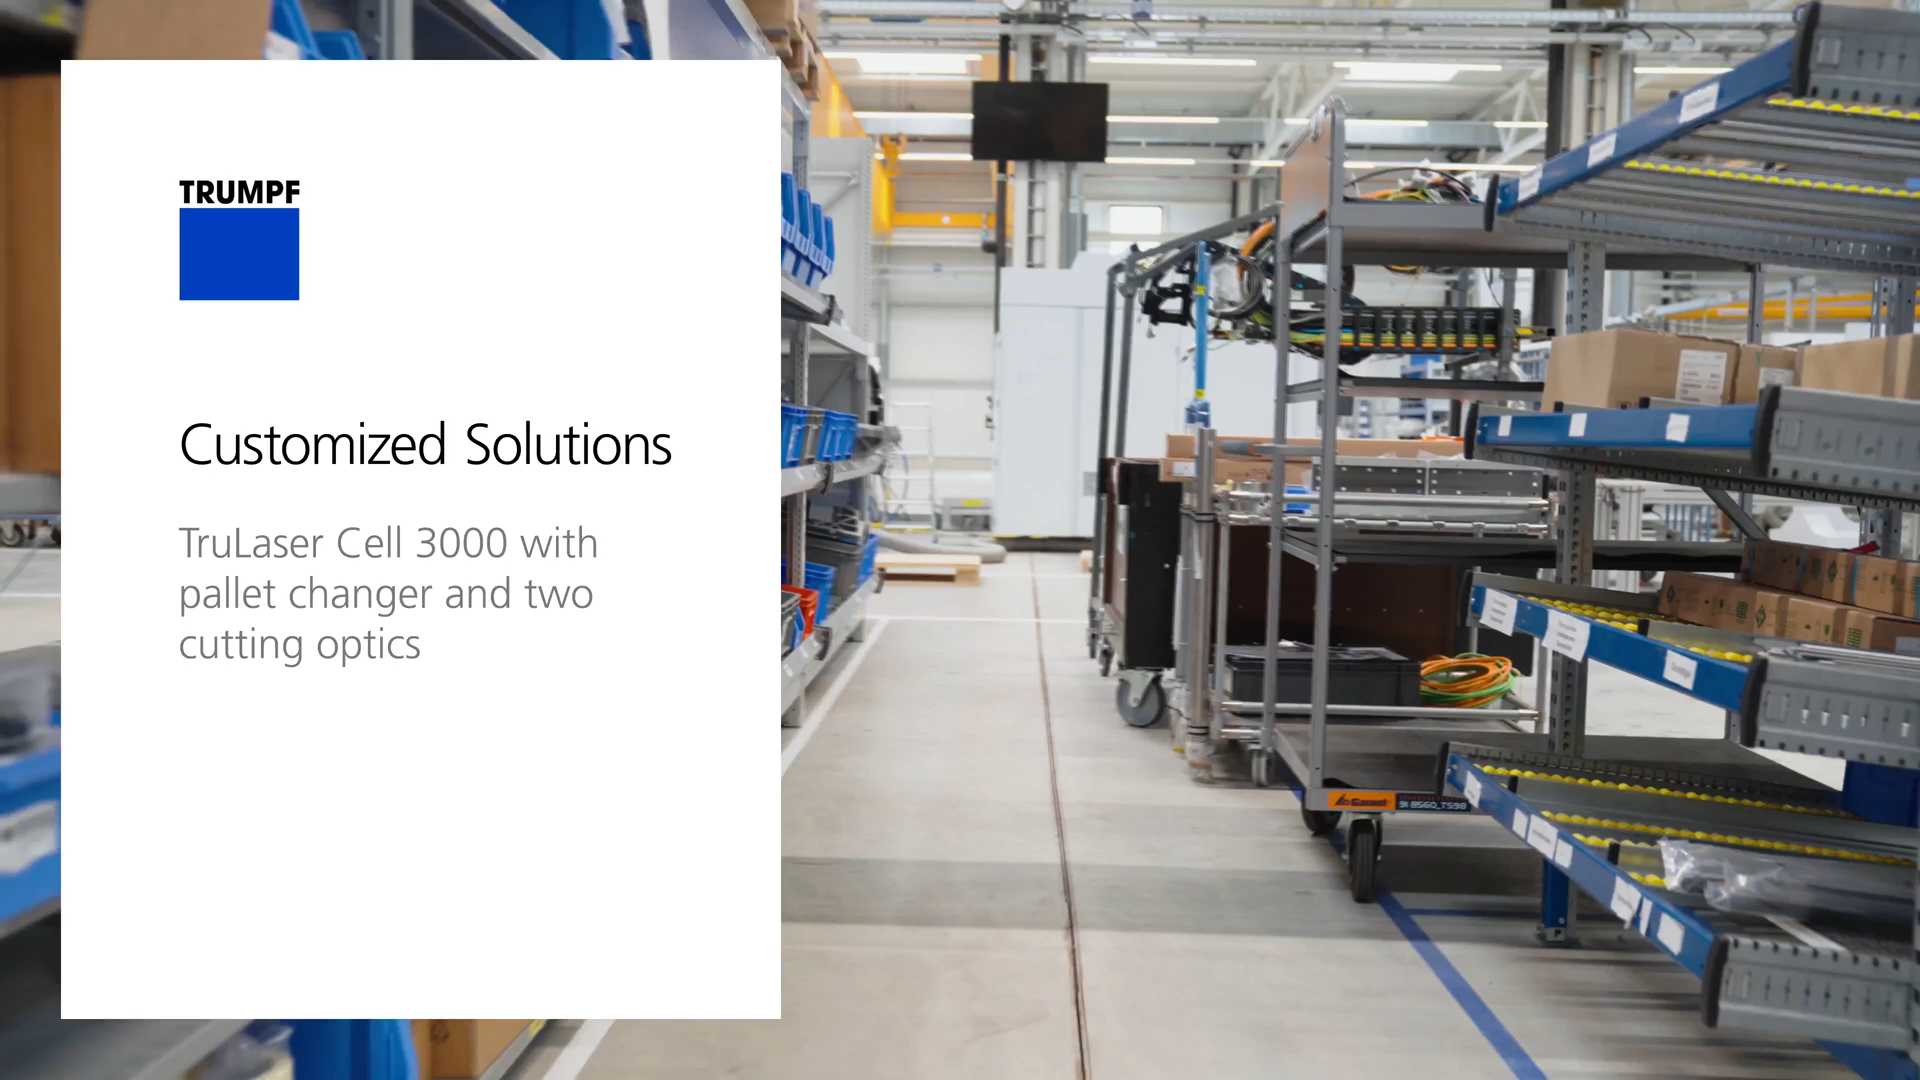 TRUMPF
Customized Solutions
TruLaser Cell 3000 with
pallet changer and two
cutting optics